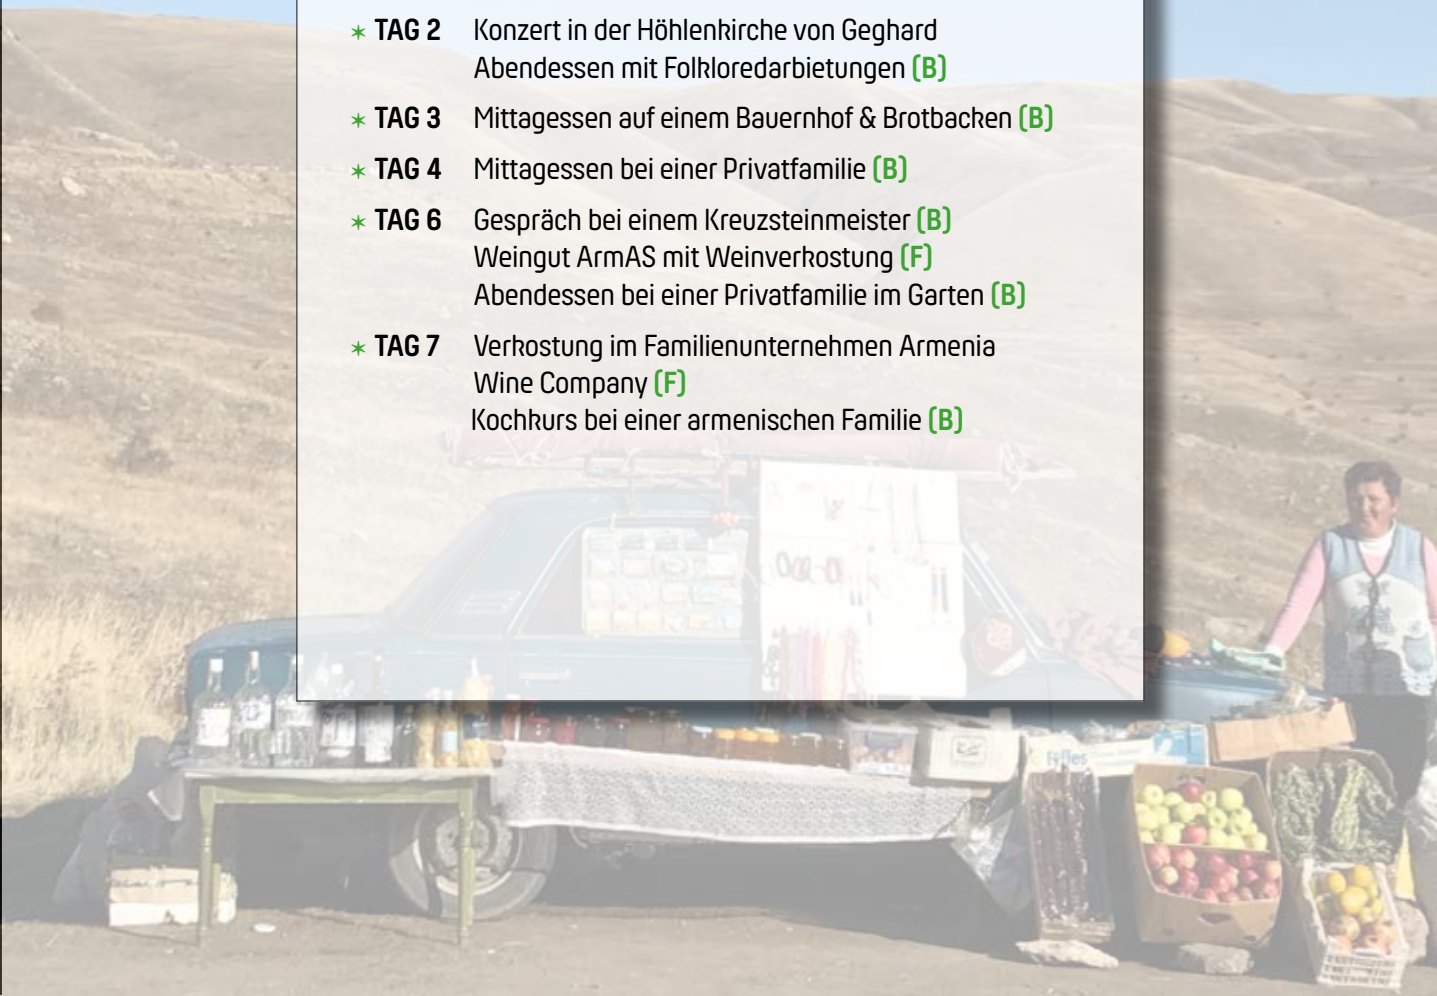 ✶ TAG 2 Konzert in der Höhlenkirche von Geghard
Abendessen mit Folkloredarbietungen (B)
✶ TAG 3 Mittagessen auf einem Bauernhof & Brotbacken (B)
✶ TAG 4 Mittagessen bei einer Privatfamilie (B)
✶ TAG 6 Gespräch bei einem Kreuzsteinmeister (B)
Weingut ArmAS mit Weinverkostung (F)
Abendessen bei einer Privatfamilie im Garten (B)
✶ TAG 7 Verkostung im Familienunternehmen Armenia
Wine Company (F)
Kochkurs bei einer armenischen Familie (B)